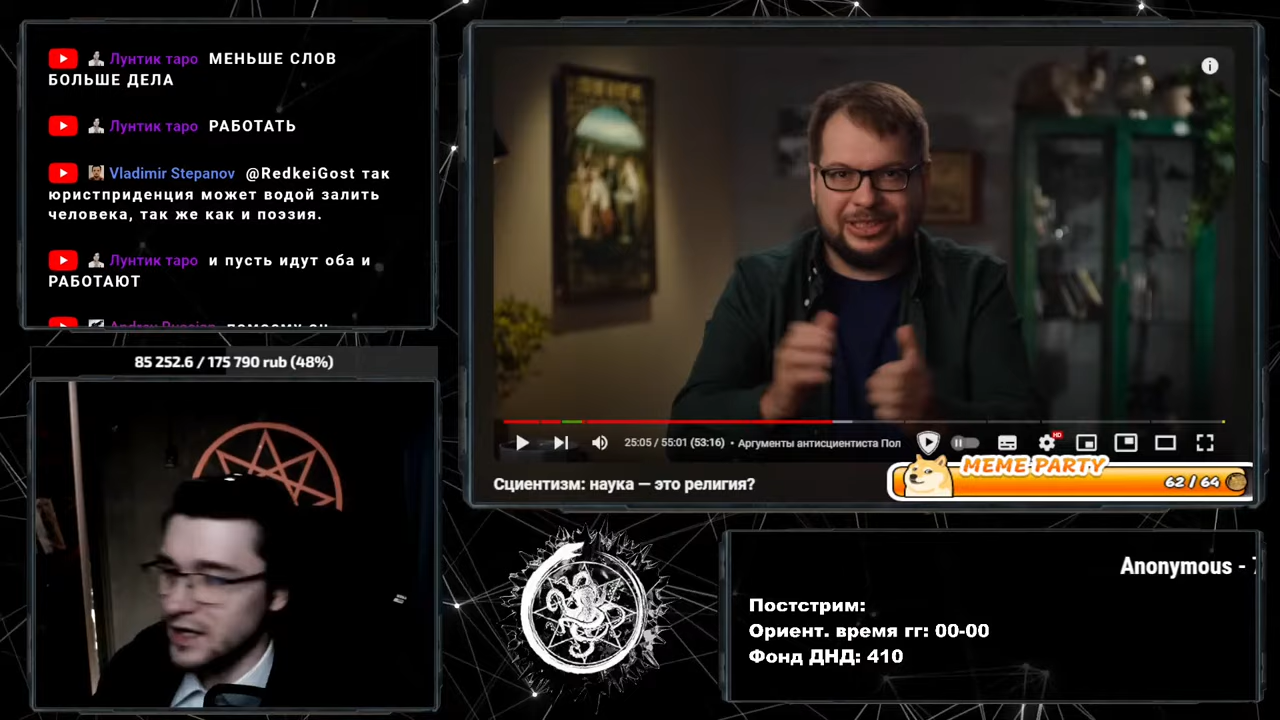 Лунтик таро МЕНЬШЕ СЛОВ
БОЛЬШЕ ДЕЛА
Лунтик таро РАБОТАТЬ
Vladimir Stepanov @RedkeiGost так
юристприденция может водой залить
человека, так же как и поэзия.
Лунтик таро и пусть идут оба и
РАБОТАЮТ
85 252.6 / 175 790 rub (48%)
25:05 / 55:01 (53:16) • Аргументы антисциентиста Пол
HD
Сциентизм: наука — это религия?
MEME PARTY
62 / 64
Anonymous -
Постстрим:
Ориент. время гг: 00-00
Фонд ДНД: 410